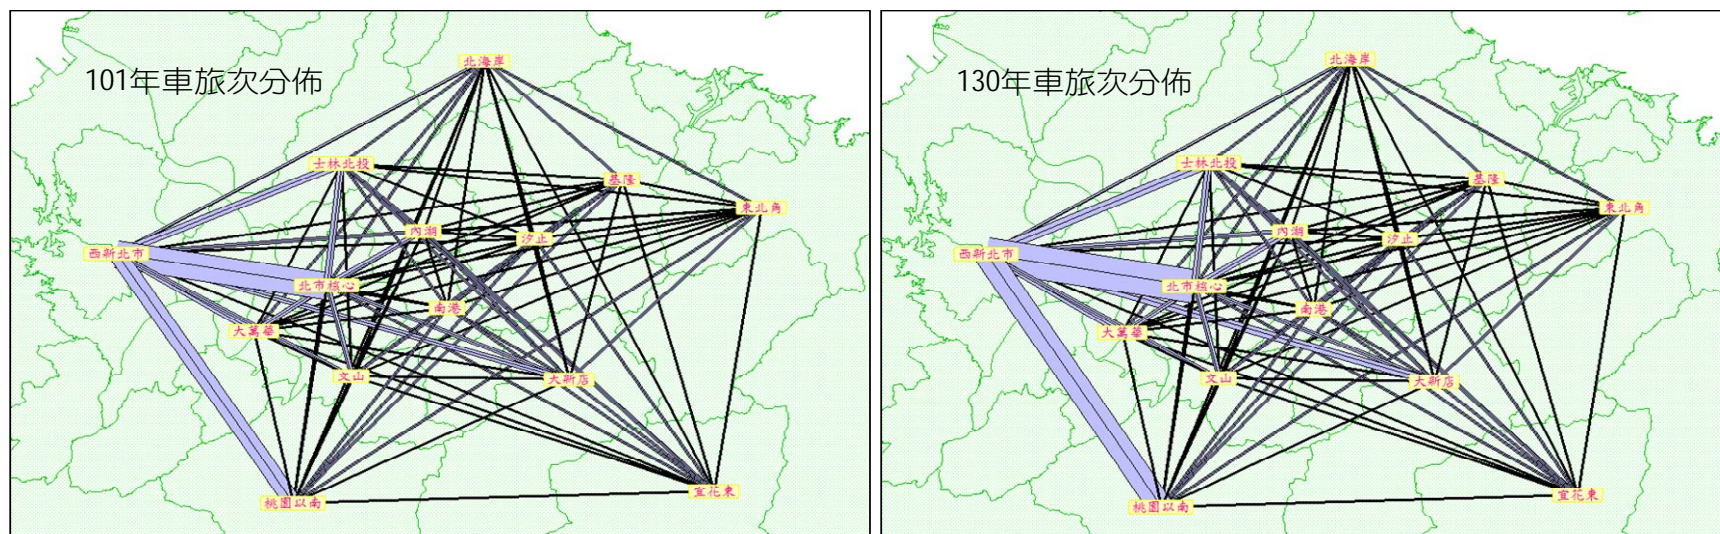 101年車旅次分佈
北海岸
士林北投
基隆
東北角
內湖
汐止
西新北市
北市核心
南港
大萬華
文山
大新店
宜花東
桃園以南
130年車旅次分佈
北海岸
士林北投
基隆
東北角
內湖
汐止
西新北市
北市核心
南港
大萬華
文山
大新店
宜花東
桃園以南